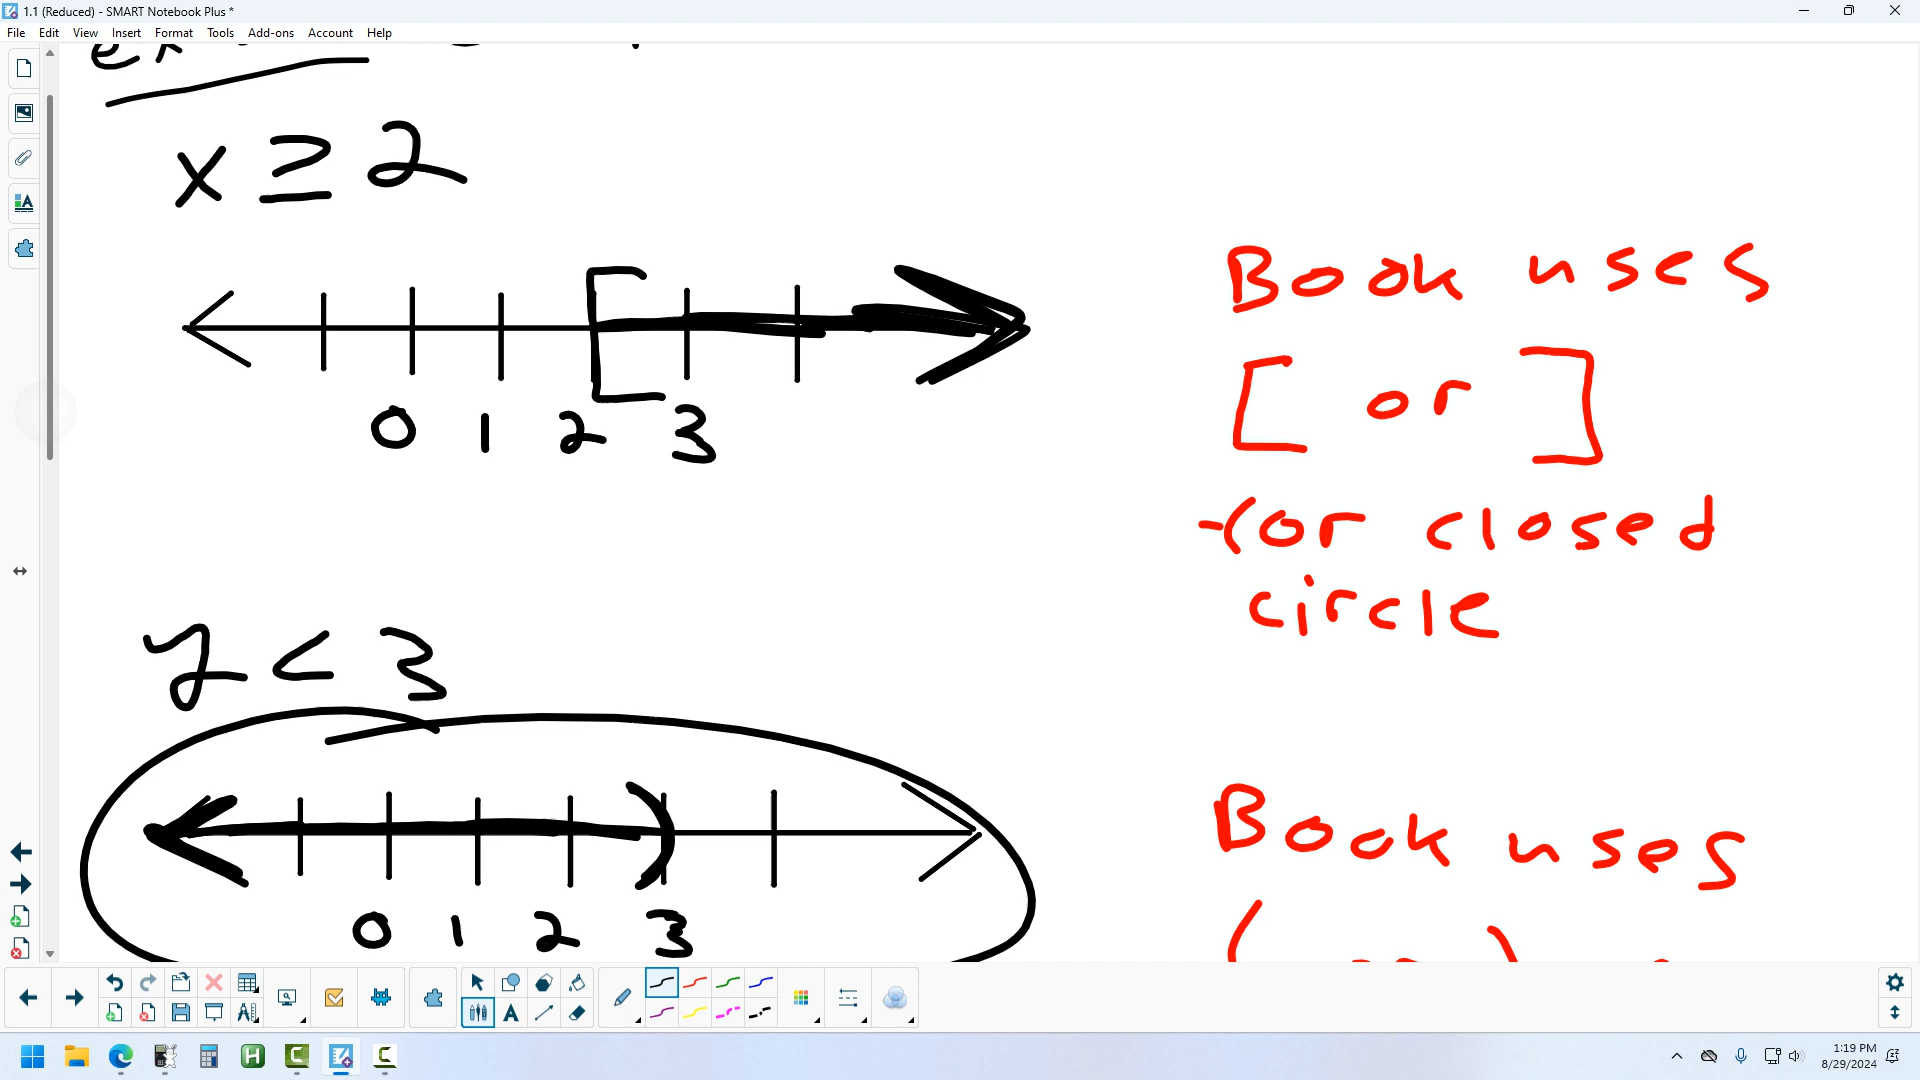 1.1 (Reduced) - SMART Notebook Plus *
File Edit View Insert Format Tools Add-ons Account Help
x ≥ 2
Book uses
[ or ]
0 1 2 3
-(or closed
circle
y < 3
Book uses
0 1 2 3
1:19 PM
8/29/2024